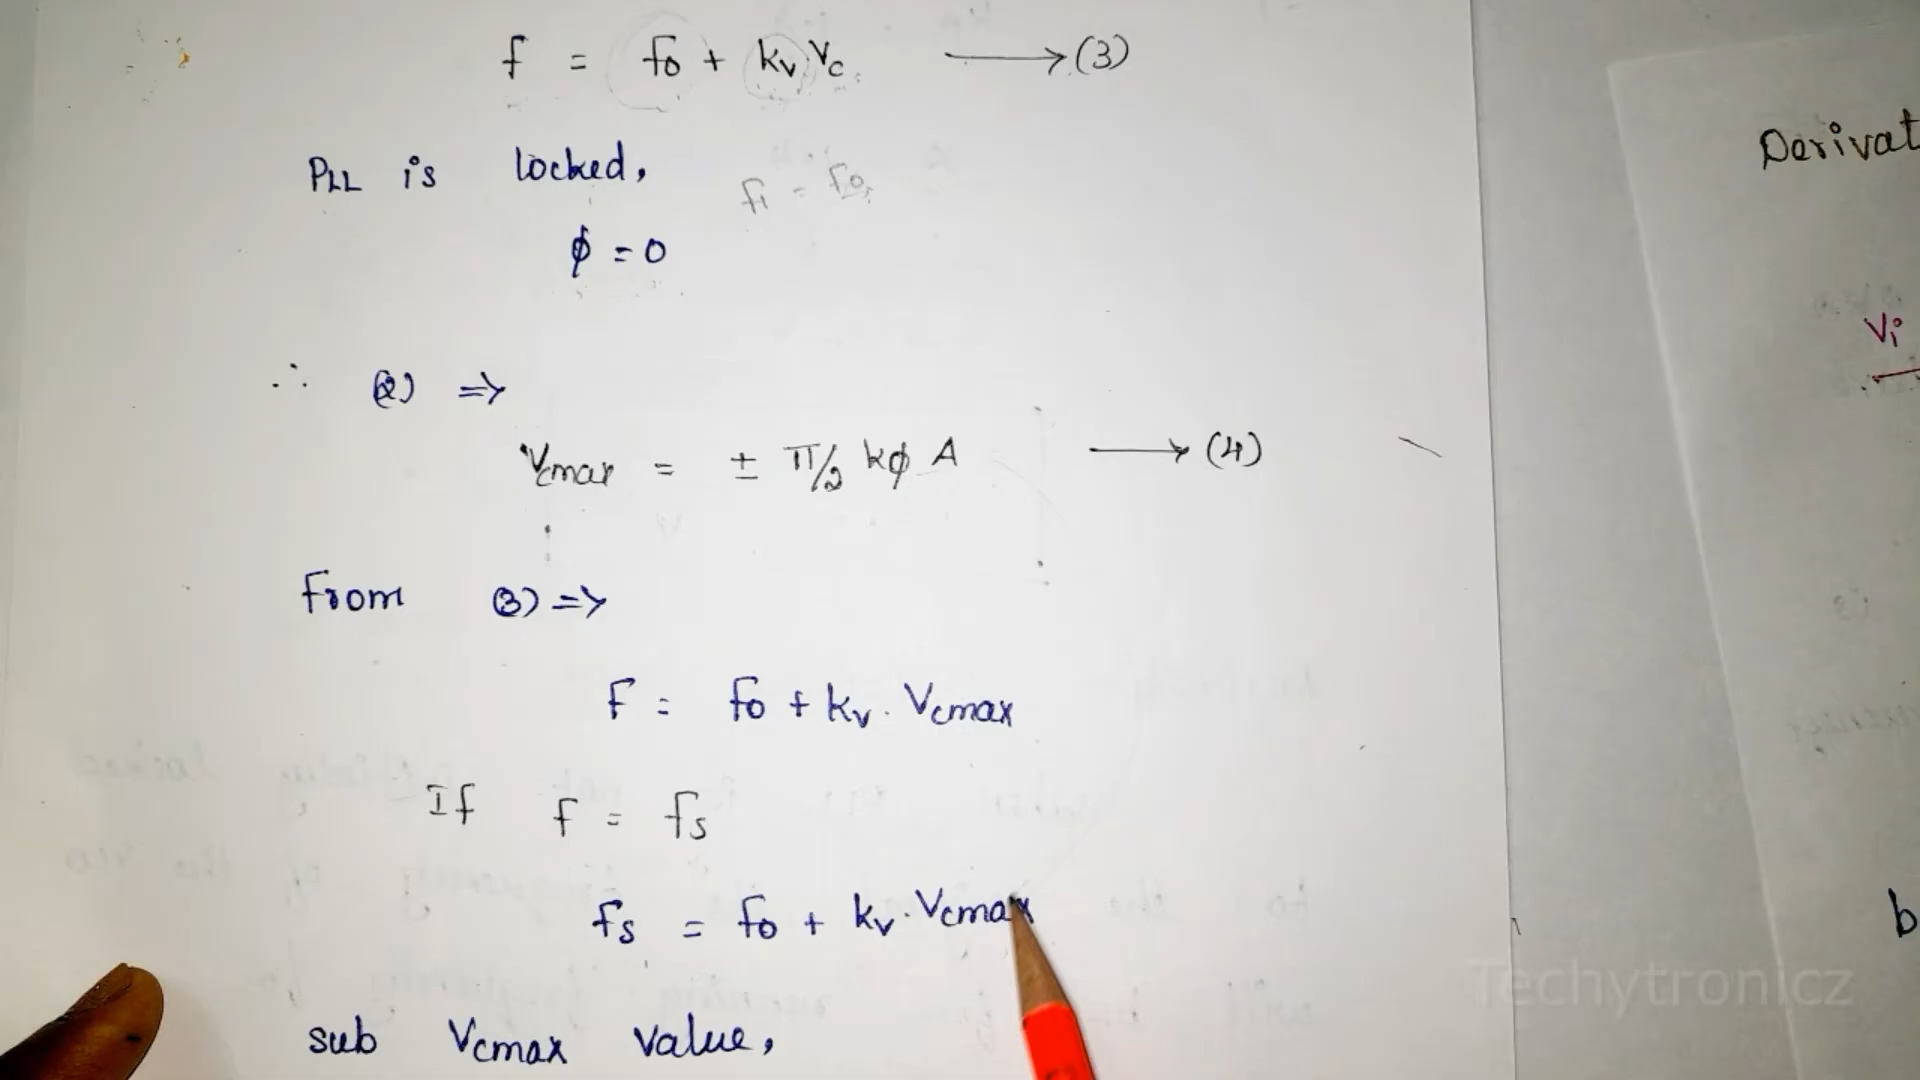 f = fo + kv Vc ⟶ (3)
PLL is locked,
fi = fo
ϕ = 0
∴ (2) ⇒
Vcmax = ± π/2 kϕ A ⟶ (4)
From (3) ⇒
F = fo + kv. Vcmax
If f = fs
fs = fo + kv. Vcmax
sub Vcmax value,
Derivat
Vi
b
Techytronicz